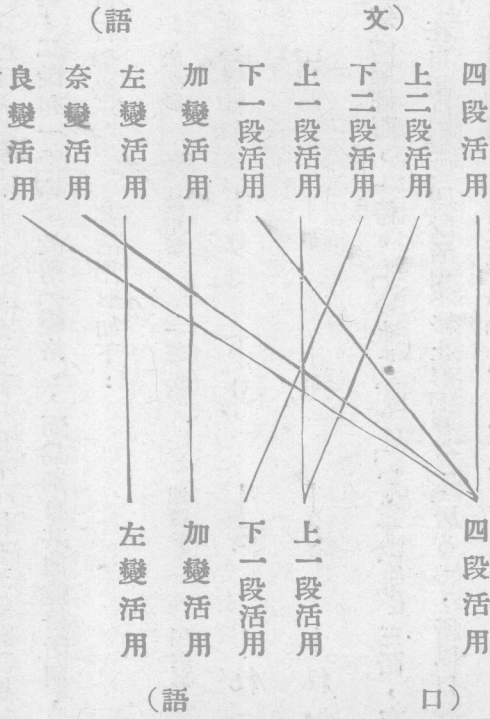 （文語）
四段活用
上二段活用
下二段活用
上一段活用
下一段活用
加變活用
左變活用
奈變活用
良變活用
四段活用
上一段活用
下一段活用
加變活用
左變活用
（口語）